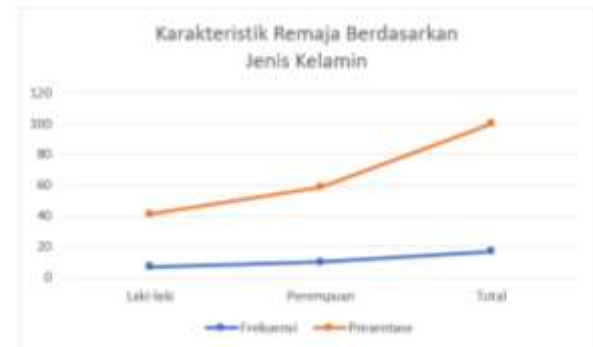 Karakteristik Remaja Berdasarkan
Jenis Kelamin
120
100
80
60
40
20
0
Laki-laki Perempuan Total
Frekuensi Presentase